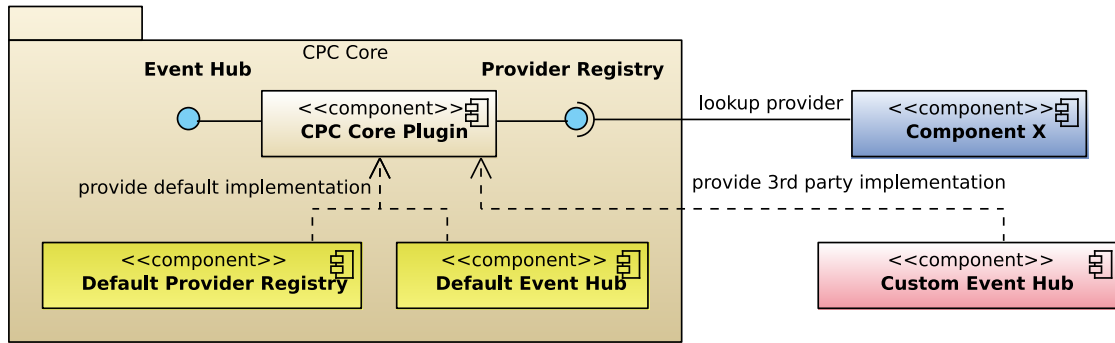 CPC Core
Event Hub
Provider Registry
<<component>>
CPC Core Plugin
lookup provider
<<component>>
Component X
provide default implementation
provide 3rd party implementation
<<component>>
Default Provider Registry
<<component>>
Default Event Hub
<<component>>
Custom Event Hub